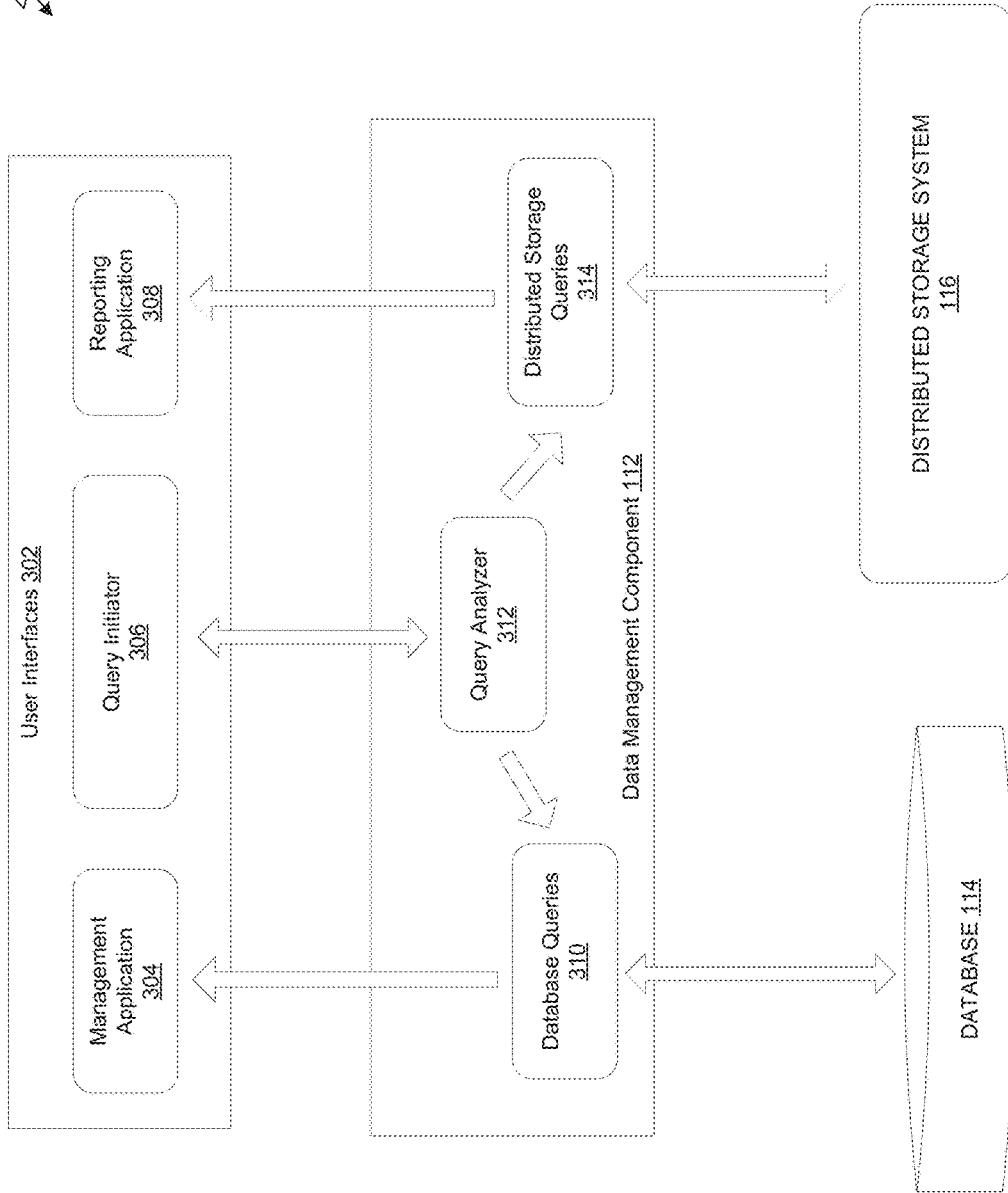 User Interfaces 302
Management
Application
304
Query Initiator
306
Reporting
Application
308
Query Analyzer
312
Database Queries
310
Distributed Storage
Queries
314
Data Management Component 112
DATABASE 114
DISTRIBUTED STORAGE SYSTEM
116